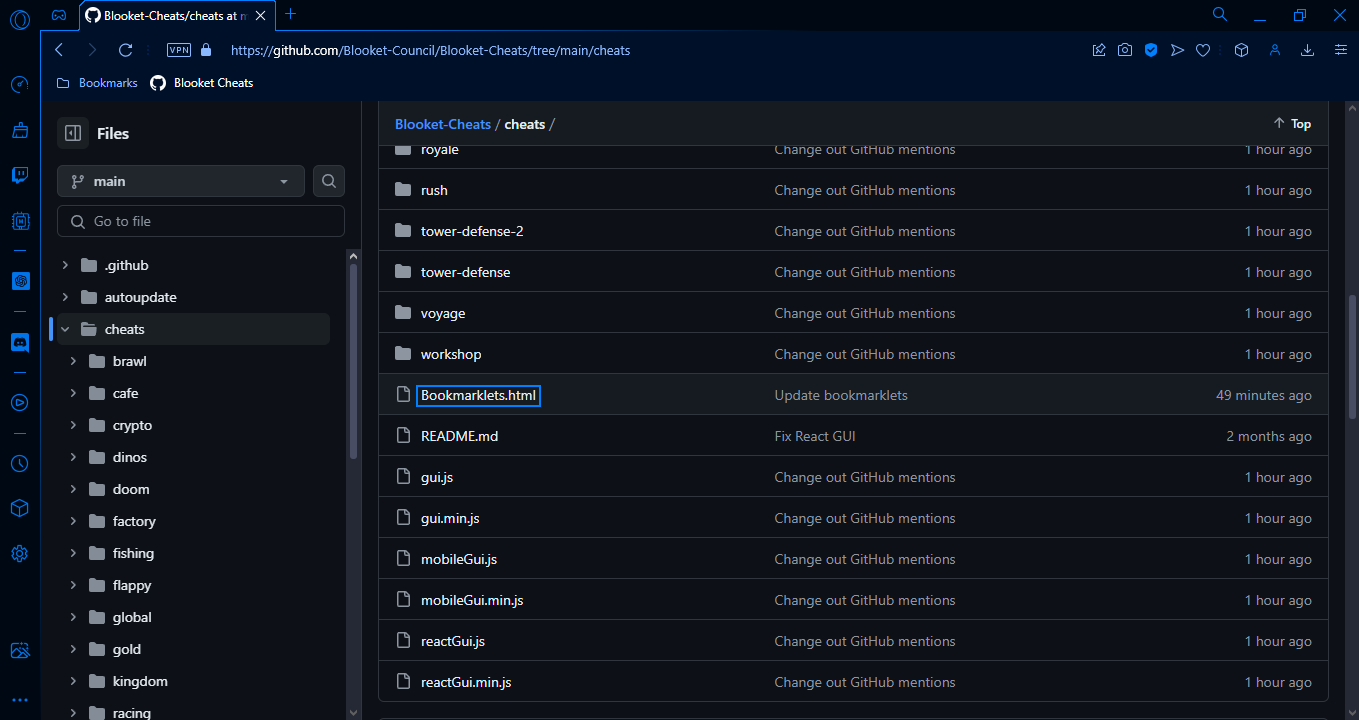 Blooket-Cheats/cheats at m
VPN
https://github.com/Blooket-Council/Blooket-Cheats/tree/main/cheats
Bookmarks
Blooket Cheats
Files
main
Go to file
.github
autoupdate
cheats
brawl
cafe
crypto
dinos
doom
factory
fishing
flappy
global
gold
kingdom
racing
Blooket-Cheats / cheats /
Top
royale Change out GitHub mentions 1 hour ago
rush Change out GitHub mentions 1 hour ago
tower-defense-2 Change out GitHub mentions 1 hour ago
tower-defense Change out GitHub mentions 1 hour ago
voyage Change out GitHub mentions 1 hour ago
workshop Change out GitHub mentions 1 hour ago
Bookmarklets.html Update bookmarklets 49 minutes ago
README.md Fix React GUI 2 months ago
gui.js Change out GitHub mentions 1 hour ago
gui.min.js Change out GitHub mentions 1 hour ago
mobileGui.js Change out GitHub mentions 1 hour ago
mobileGui.min.js Change out GitHub mentions 1 hour ago
reactGui.js Change out GitHub mentions 1 hour ago
reactGui.min.js Change out GitHub mentions 1 hour ago